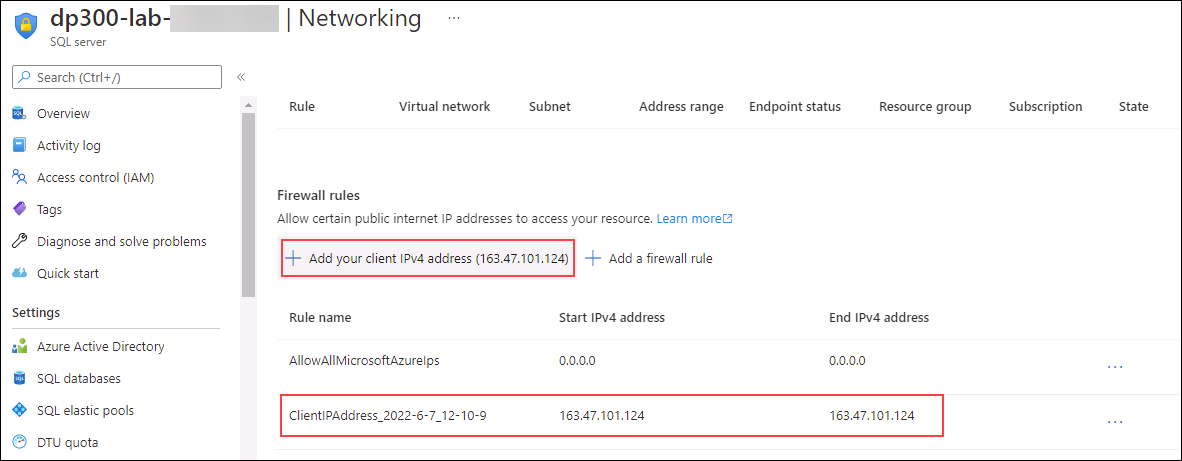 dp300-lab- | Networking ...
SQL server
Search (Ctrl+/) «
Overview
Activity log
Access control (IAM)
Tags
Diagnose and solve problems
Quick start
Settings
Azure Active Directory
SQL databases
SQL elastic pools
DTU quota
Rule Virtual network Subnet Address range Endpoint status Resource group Subscription State
Firewall rules
Allow certain public internet IP addresses to access your resource. Learn more
+ Add your client IPv4 address (163.47.101.124) + Add a firewall rule
Rule name Start IPv4 address End IPv4 address
AllowAllMicrosoftAzureIps 0.0.0.0 0.0.0.0 ...
ClientIPAddress_2022-6-7_12-10-9 163.47.101.124 163.47.101.124 ...